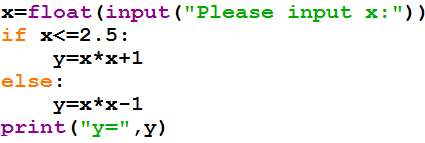 x=float(input("Please input x:"))
if x<=2.5:
    y=x*x+1
else:
    y=x*x-1
print("y=",y)